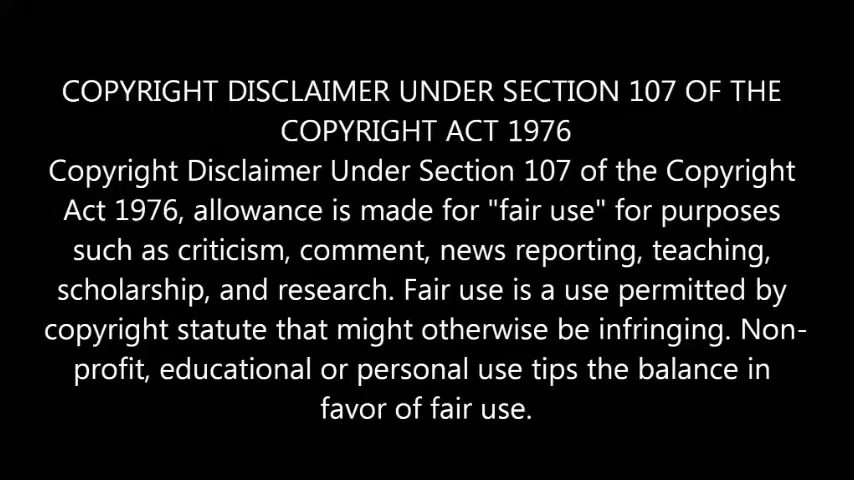 COPYRIGHT DISCLAIMER UNDER SECTION 107 OF THE
COPYRIGHT ACT 1976
Copyright Disclaimer Under Section 107 of the Copyright
Act 1976, allowance is made for "fair use" for purposes
such as criticism, comment, news reporting, teaching,
scholarship, and research. Fair use is a use permitted by
copyright statute that might otherwise be infringing. Non-
profit, educational or personal use tips the balance in
favor of fair use.